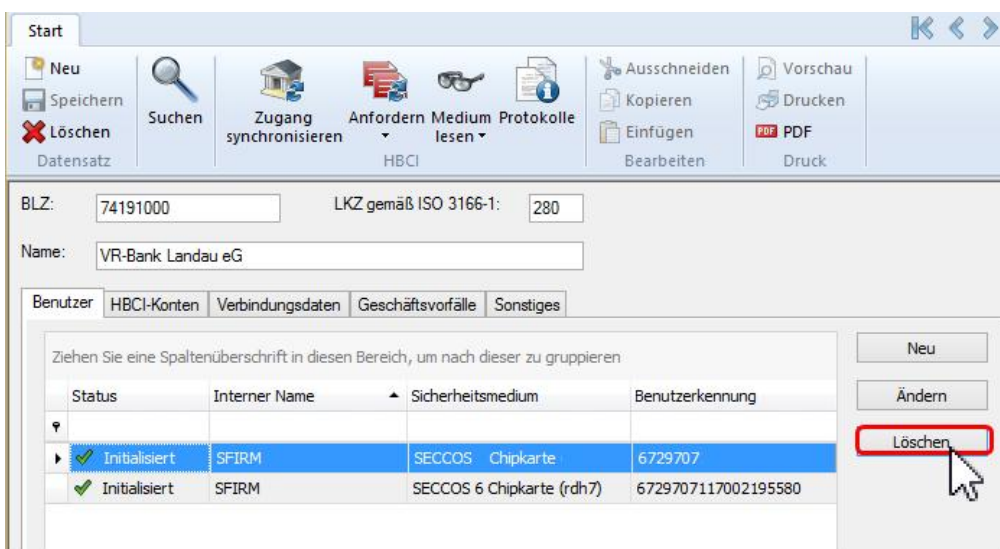 Start
Neu
Speichern
Löschen
Datensatz
Suchen
Zugang synchronisieren
Anfordern
Medium lesen
Protokolle
HBCI
Ausschneiden
Kopieren
Einfügen
Bearbeiten
Vorschau
Drucken
PDF PDF
Druck
BLZ: 74191000 LKZ gemäß ISO 3166-1: 280
Name: VR-Bank Landau eG
Benutzer HBCI-Konten Verbindungsdaten Geschäftsvorfälle Sonstiges
Ziehen Sie eine Spaltenüberschrift in diesen Bereich, um nach dieser zu gruppieren
Status Interner Name Sicherheitsmedium Benutzerkennung
Initialisiert SFIRM SECCOS Chipkarte 6729707
Initialisiert SFIRM SECCOS 6 Chipkarte (rdh7) 6729707117002195580
Neu
Ändern
Löschen